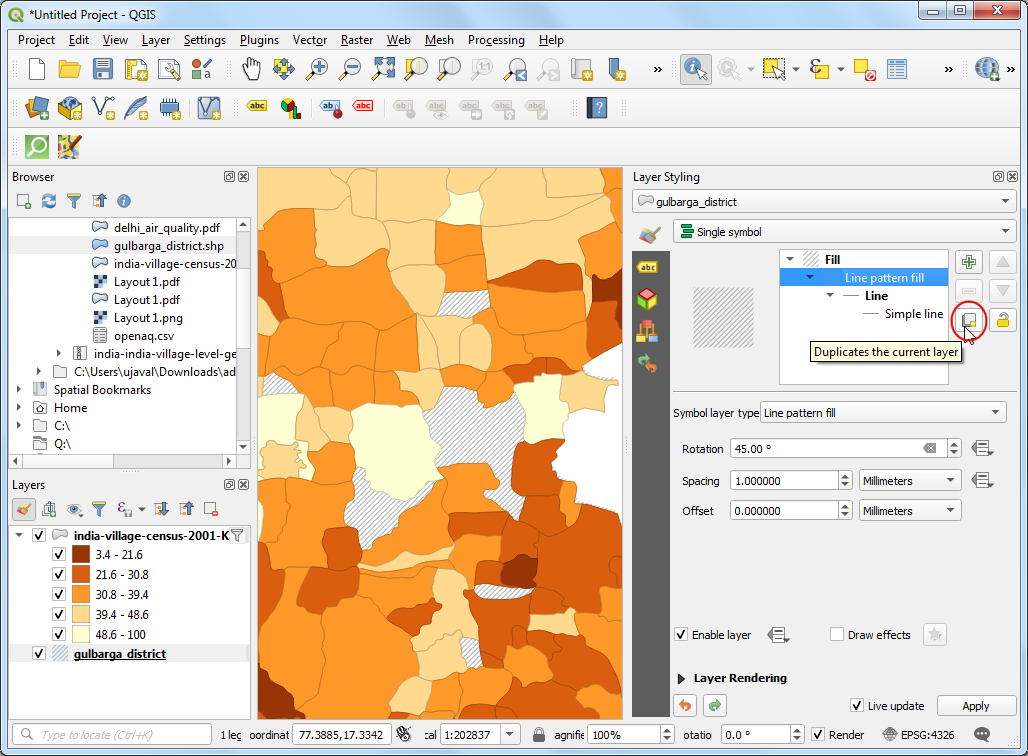 *Untitled Project - QGIS
Project Edit View Layer Settings Plugins Vector Raster Web Mesh Processing Help
abc abc ab abc
Browser
delhi_air_quality.pdf
gulbarga_district.shp
india-village-census-20
Layout 1.pdf
Layout 1.pdf
Layout 1.png
openaq.csv
india-india-village-level-ge
C:\Users\ujaval\Downloads\ad
Spatial Bookmarks
Home
C:\
Q:\
Layers
india-village-census-2001-K
3.4 - 21.6
21.6 - 30.8
30.8 - 39.4
39.4 - 48.6
48.6 - 100
gulbarga_district
Layer Styling
gulbarga_district
Single symbol
abc
Fill
Line pattern fill
Line
Simple line
Duplicates the current layer
Symbol layer type Line pattern fill
Rotation 45.00 °
Spacing 1.000000 Millimeters
Offset 0.000000 Millimeters
Enable layer Draw effects
Layer Rendering
Live update Apply
Type to locate (Ctrl+K) 1 leg oordinat 77.3885,17.3342 cal 1:202837 agnifie 100% otatio 0.0 ° Render EPSG:4326